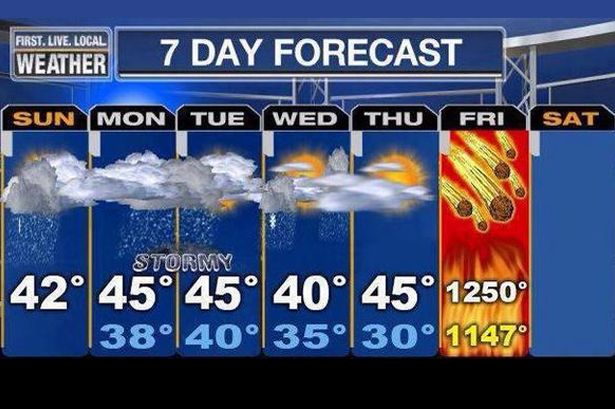 FIRST. LIVE. LOCAL.
WEATHER
7 DAY FORECAST
SUN MON TUE WED THU FRI SAT
STORMY
42° 45° 45° 40° 45° 1250°
38° 40° 35° 30° 1147°